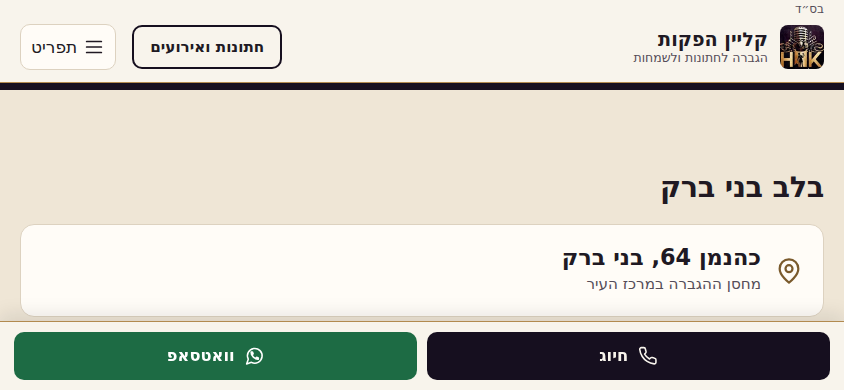 בס״ד
קליין הפקות
הגברה לחתונות ולשמחות
חתונות ואירועים
תפריט
בלב בני ברק
כהנמן 64, בני ברק
מחסן ההגברה במרכז העיר
חיוג
וואטסאפ